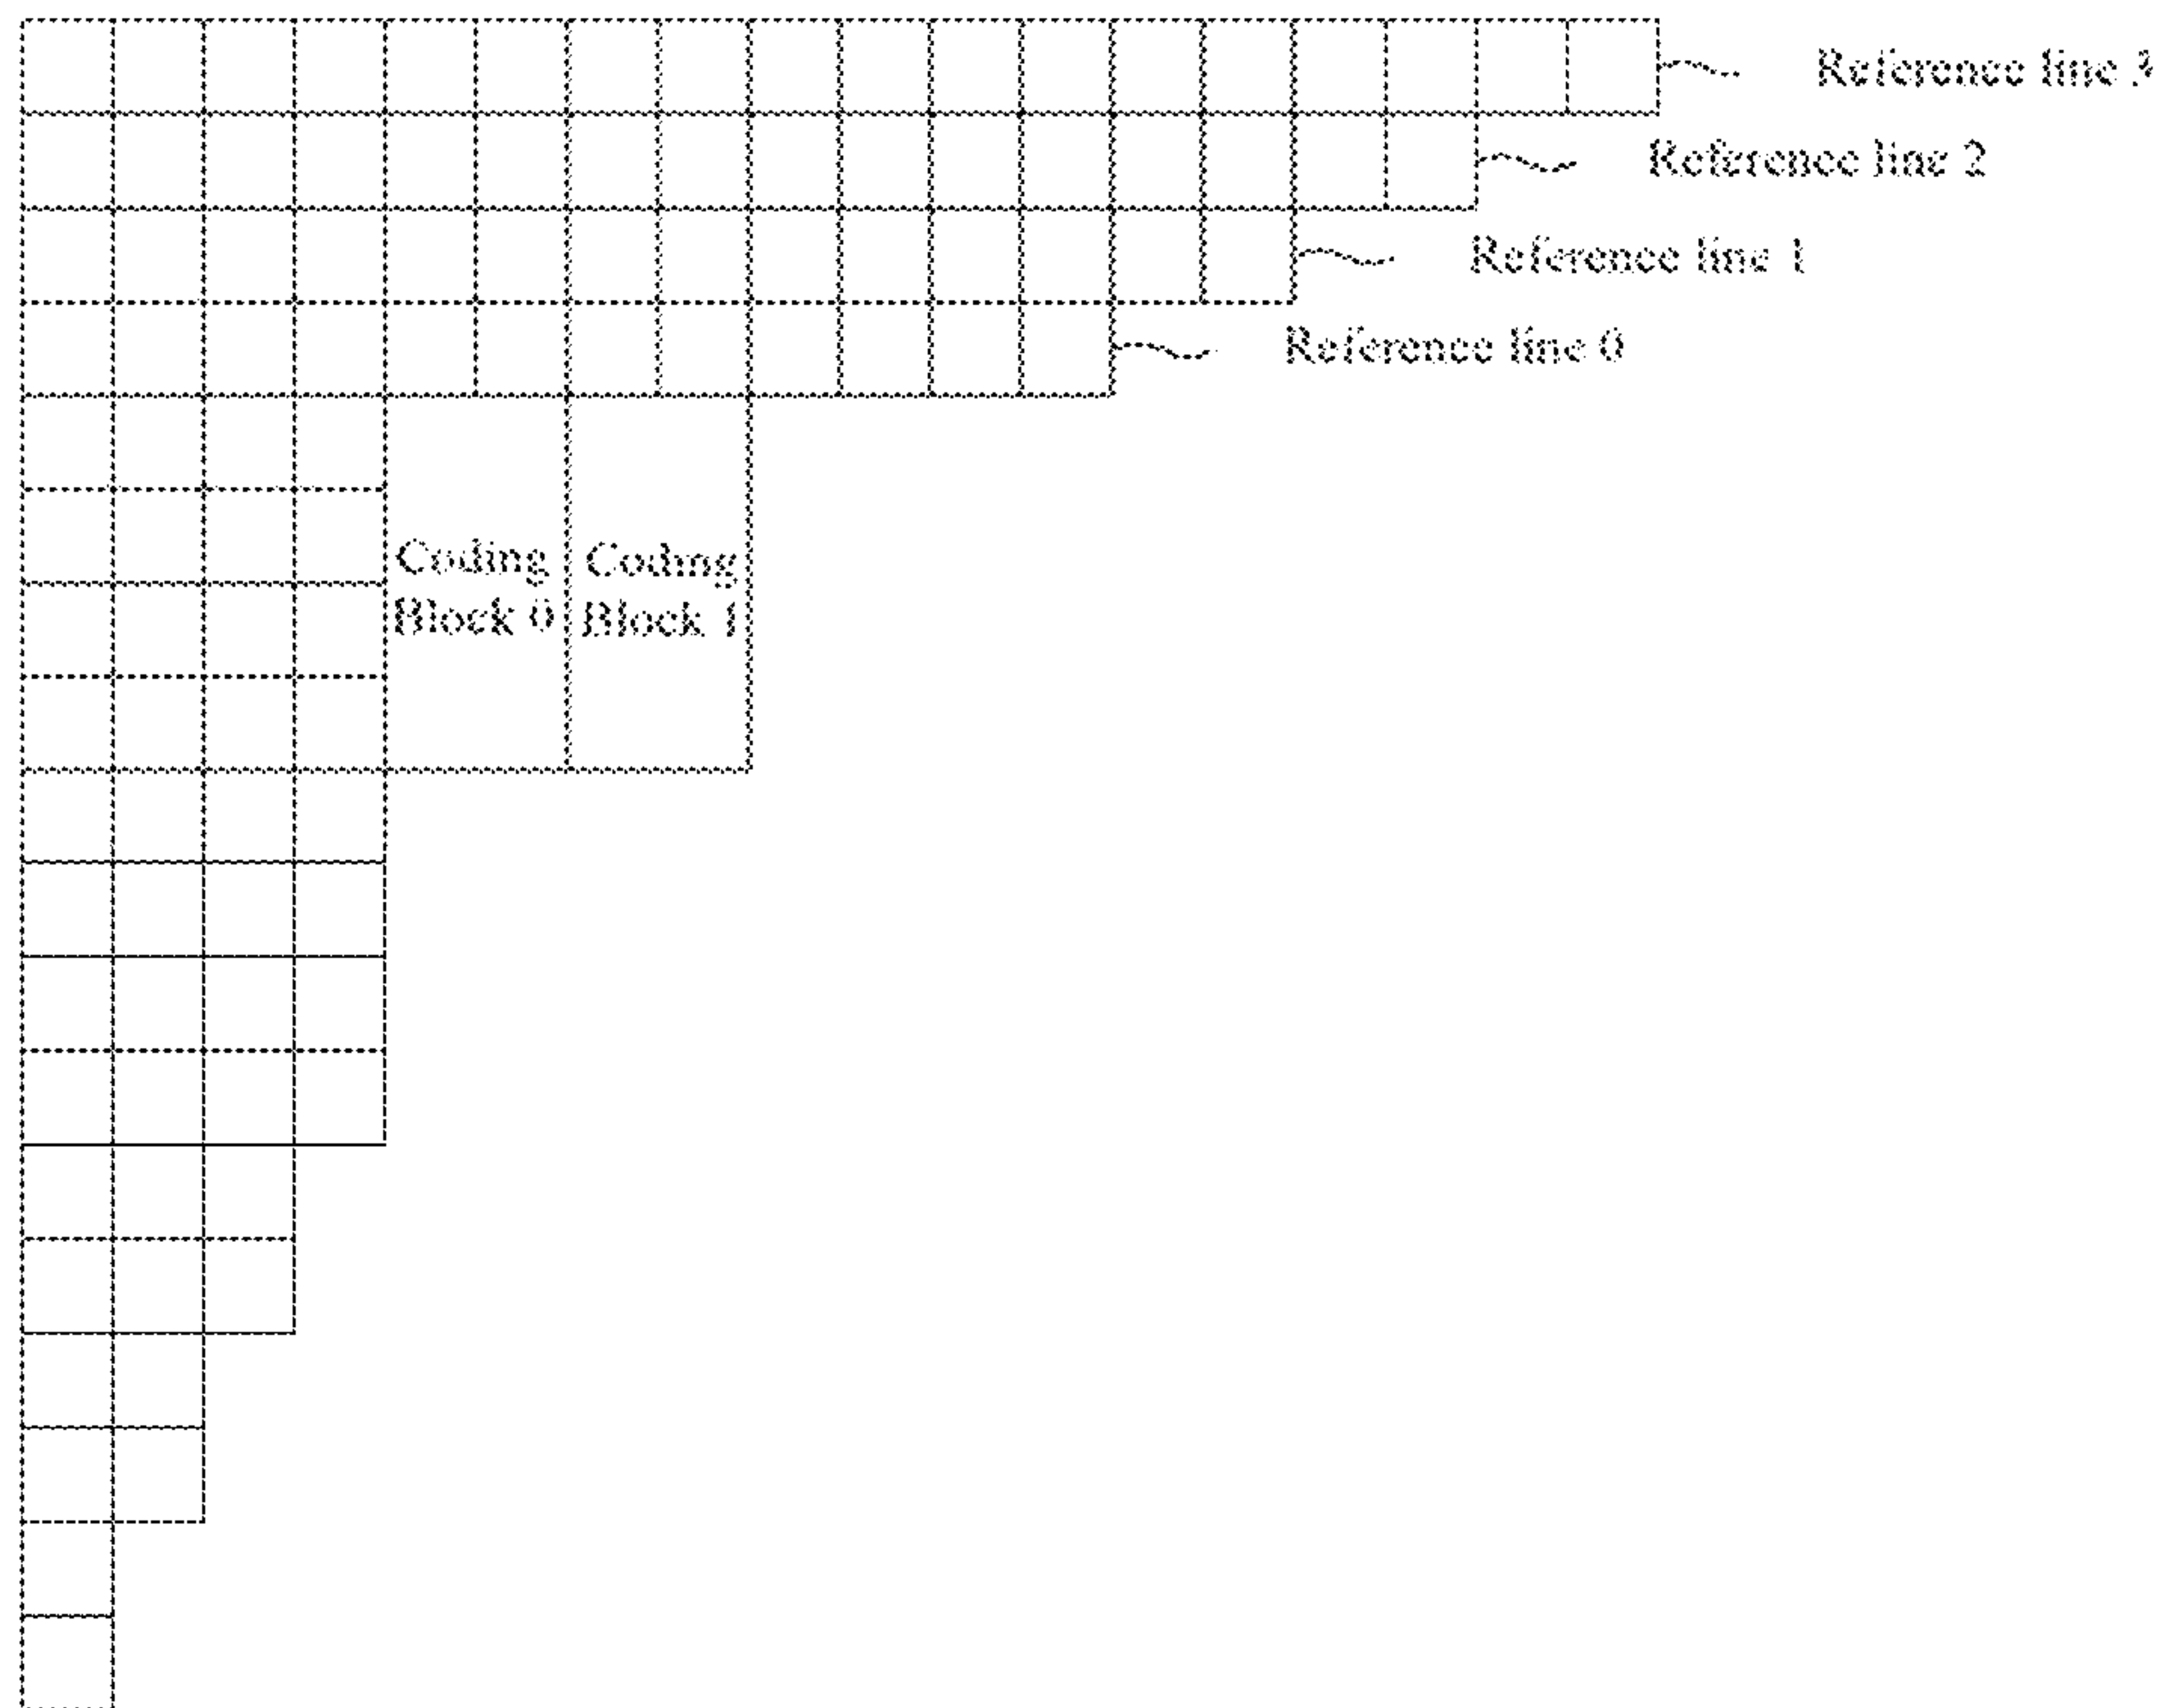 Reference line 3
Reference line 2
Reference line 1
Reference line 0
Coding
Block 0
Coding
Block 1